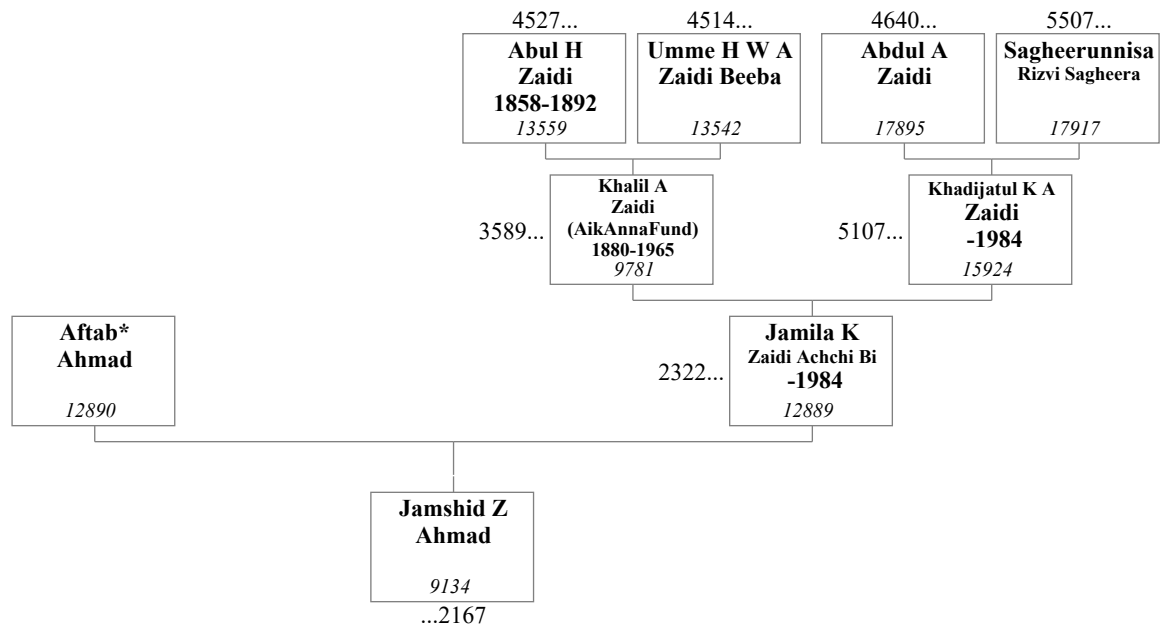 4527...
4514...
4640...
5507...
Abul H
Zaidi
1858-1892
13559
Umme H W A
Zaidi Beeba
13542
Abdul A
Zaidi
17895
Sagheerunnisa
Rizvi Sagheera
17917
3589...
Khalil A
Zaidi
(AikAnnaFund)
1880-1965
9781
5107...
Khadijatul K A
Zaidi
-1984
15924
Aftab*
Ahmad
12890
2322...
Jamila K
Zaidi Achchi Bi
-1984
12889
Jamshid Z
Ahmad
9134
...2167